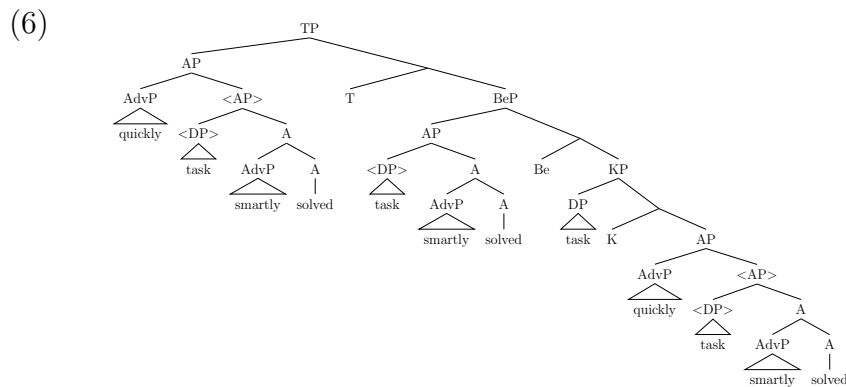 (6)
TP
AP
AdvP <AP> T BeP
quickly <DP> A AP
task AdvP A <DP> A Be KP
smartly solved task AdvP A DP
smartly solved task K AP
AdvP <AP>
quickly <DP> A
task AdvP A
smartly solved